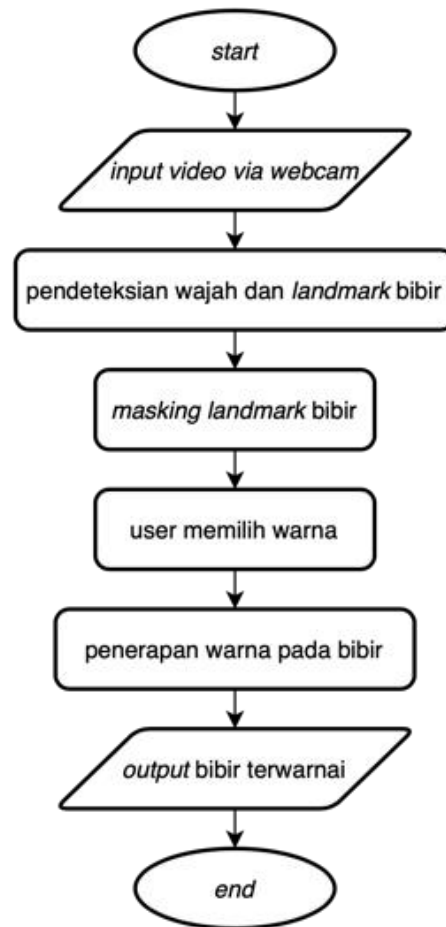 start
input video via webcam
pendeteksian wajah dan landmark bibir
masking landmark bibir
user memilih warna
penerapan warna pada bibir
output bibir terwarnai
end